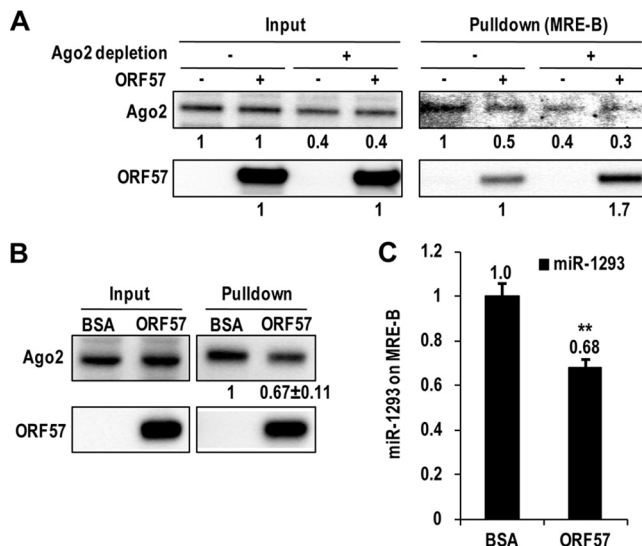 A
Input Pulldown (MRE-B)
Ago2 depletion - + - +
ORF57 - + - + - + - +
Ago2
1 1 0.4 0.4 1 0.5 0.4 0.3
ORF57
1 1 1 1.7
B
Input Pulldown
BSA ORF57 BSA ORF57
Ago2
1 0.67±0.11
ORF57
C
miR-1293 on MRE-B
1.2
1
0.8
0.6
0.4
0.2
0
miR-1293
1.0
**
0.68
BSA ORF57